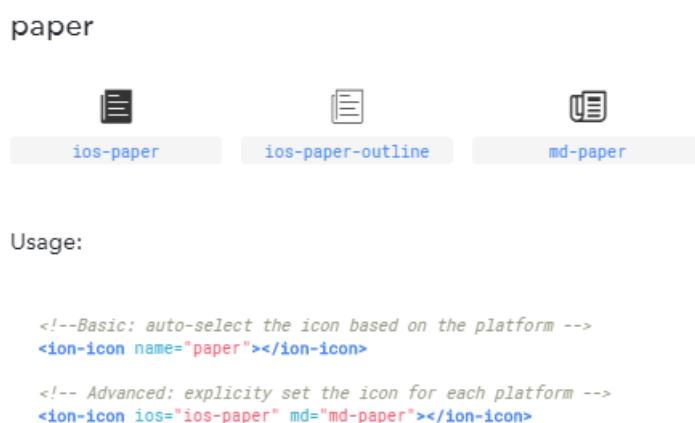 paper
ios-paper ios-paper-outline md-paper
Usage:
<!--Basic: auto-select the icon based on the platform -->
<ion-icon name="paper"></ion-icon>
<!-- Advanced: explicity set the icon for each platform -->
<ion-icon ios="ios-paper" md="md-paper"></ion-icon>